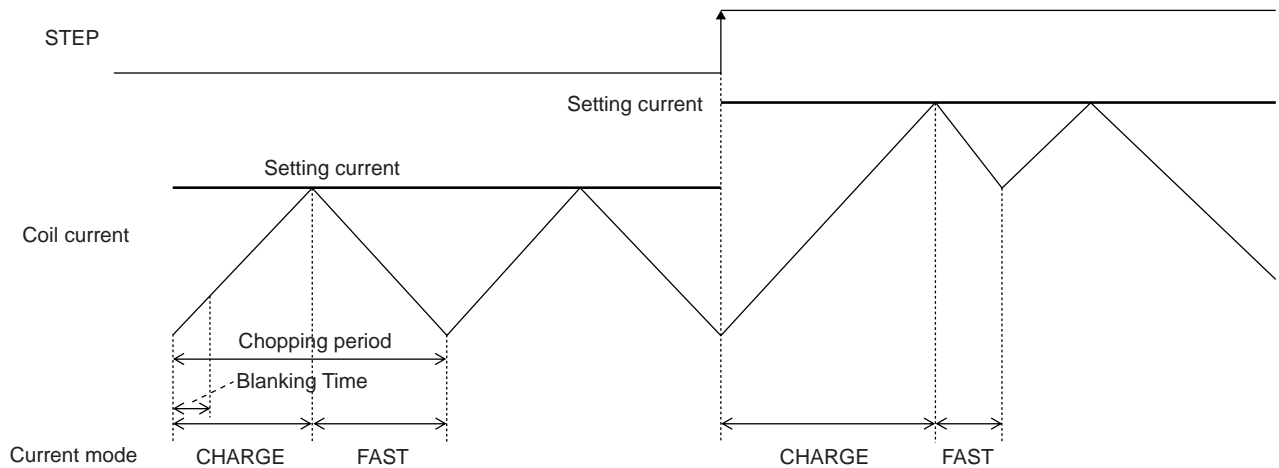 STEP
Setting current
Setting current
Coil current
Chopping period
Blanking Time
Current mode CHARGE FAST CHARGE FAST